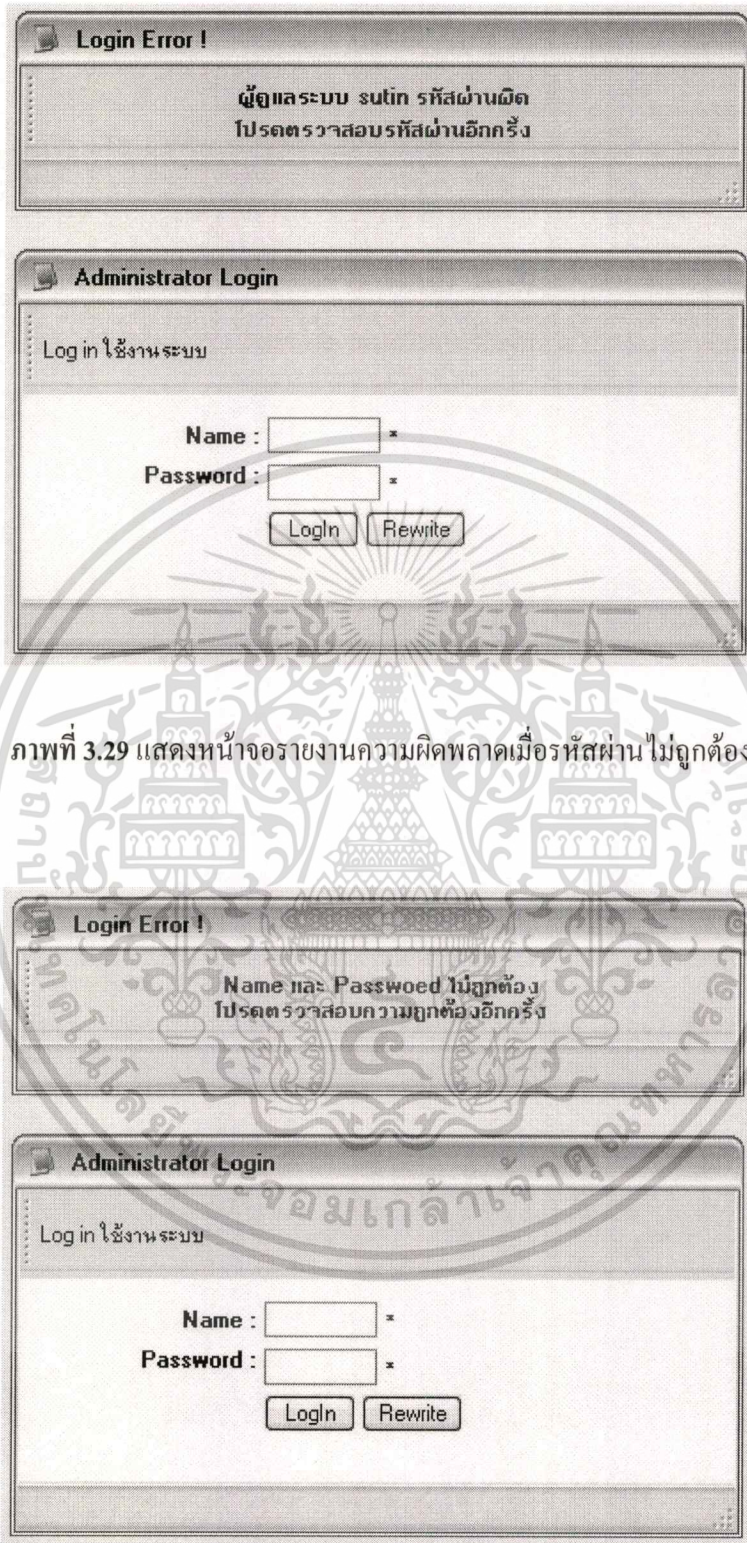 Login Error !
ผู้ดูแลระบบ sutin รหัสผ่านผิด
โปรดตรวจสอบรหัสผ่านอีกครั้ง
Administrator Login
Log in ใช้งานระบบ
Name : *
Password : *
LogIn Rewrite
ภาพที่ 3.29 แสดงหน้าจอรายงานความผิดพลาดเมื่อรหัสผ่านไม่ถูกต้อง
Login Error !
Name และ Passwoed ไม่ถูกต้อง
โปรดตรวจสอบความถูกต้องอีกครั้ง
Administrator Login
Log in ใช้งานระบบ
Name : *
Password : *
LogIn Rewrite